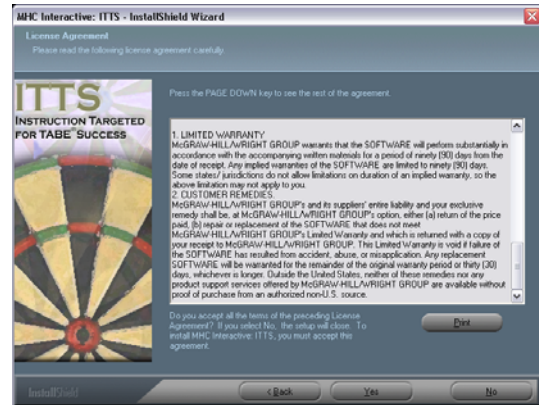 MHC Interactive: ITTS - InstallShield Wizard
License Agreement
Please read the following license agreement carefully.
ITTS
INSTRUCTION TARGETED
FOR TABE™ SUCCESS
Press the PAGE DOWN key to see the rest of the agreement.
1. LIMITED WARRANTY
McGRAW-HILL/WRIGHT GROUP warrants that the SOFTWARE will perform substantially in
accordance with the accompanying written materials for a period of ninety (90) days from the
date of receipt. Any implied warranties of the SOFTWARE are limited to ninety (90) days.
Some states/ jurisdictions do not allow limitations on duration of an implied warranty, so the
above limitation may not apply to you.
2. CUSTOMER REMEDIES.
McGRAW-HILL/WRIGHT GROUP's and its suppliers' entire liability and your exclusive
remedy shall be, at McGRAW-HILL/WRIGHT GROUP's option, either (a) return of the price
paid, (b) repair or replacement of the SOFTWARE that does not meet
McGRAW-HILL/WRIGHT GROUP's Limited Warranty and which is returned with a copy of
your receipt to McGRAW-HILL/WRIGHT GROUP. This Limited Warranty is void if failure of
the SOFTWARE has resulted from accident, abuse, or misapplication. Any replacement
SOFTWARE will be warranted for the remainder of the original warranty period or thirty (30)
days, whichever is longer. Outside the United States, neither of these remedies nor any
product support services offered by McGRAW-HILL/WRIGHT GROUP are available without
proof of purchase from an authorized non-U.S. source.
Do you accept all the terms of the preceding License
Agreement? If you select No, the setup will close. To
install MHC Interactive: ITTS, you must accept this
agreement.
Print
InstallShield
< Back
Yes
No